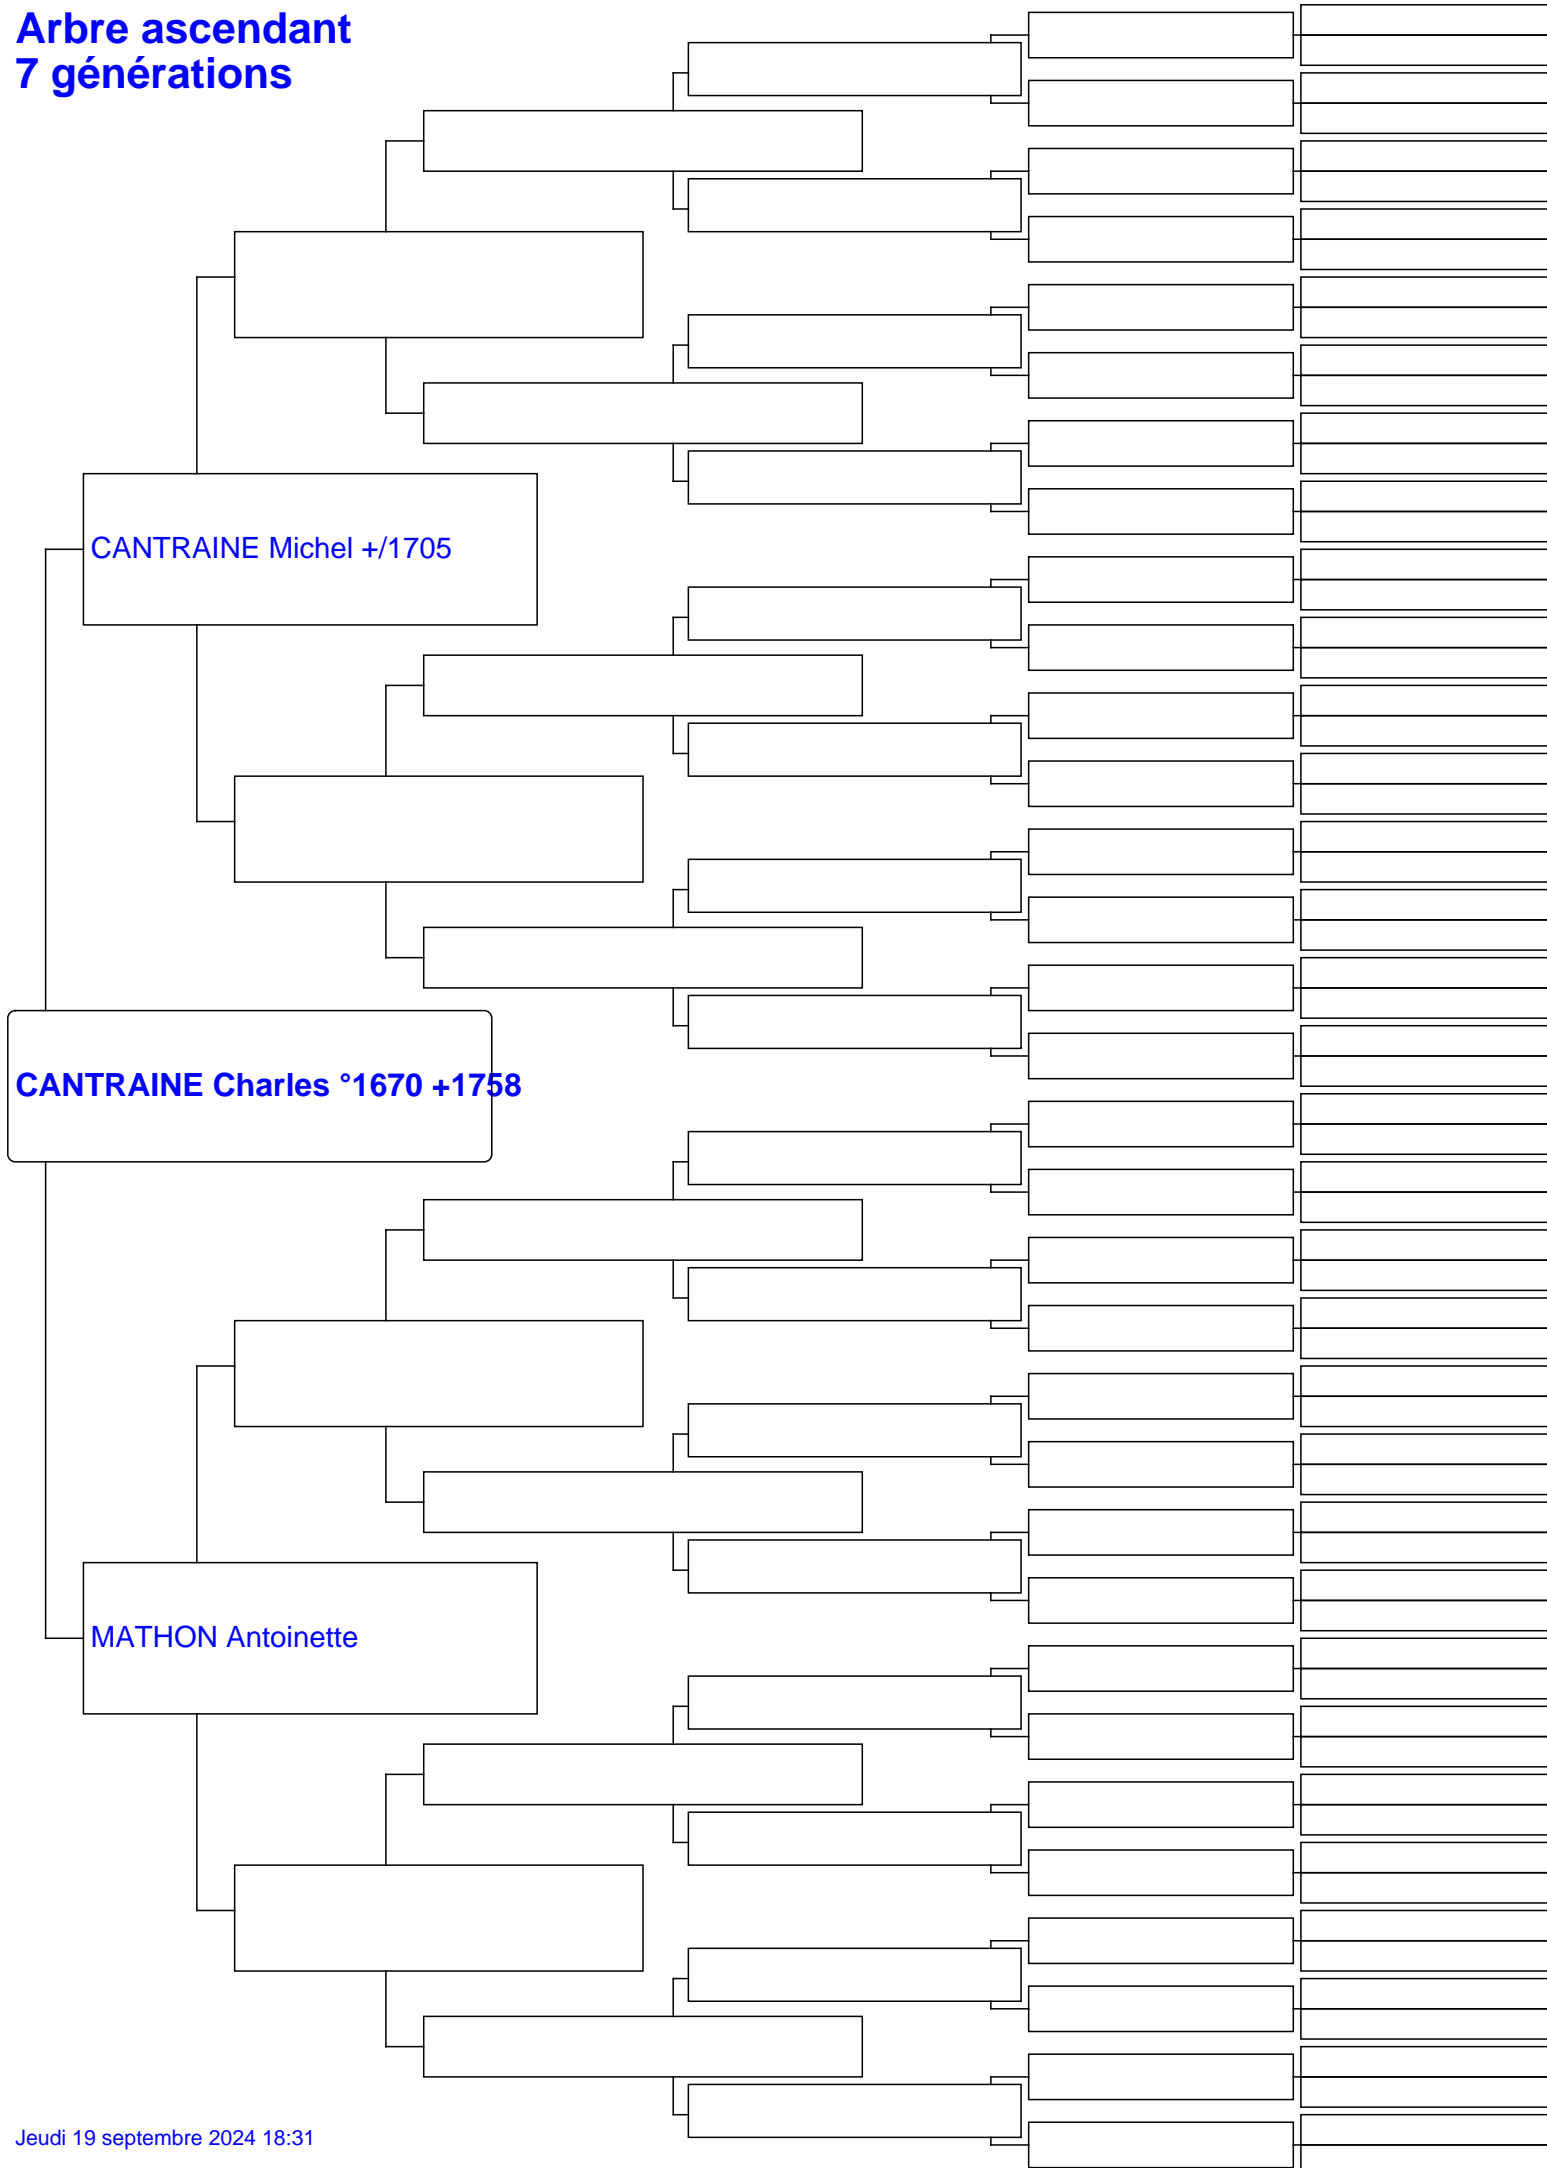 Arbre ascendant
7 générations
CANTRAINE Michel +/1705
CANTRAINE Charles °1670 +1758
MATHON Antoinette
Jeudi 19 septembre 2024 18:31